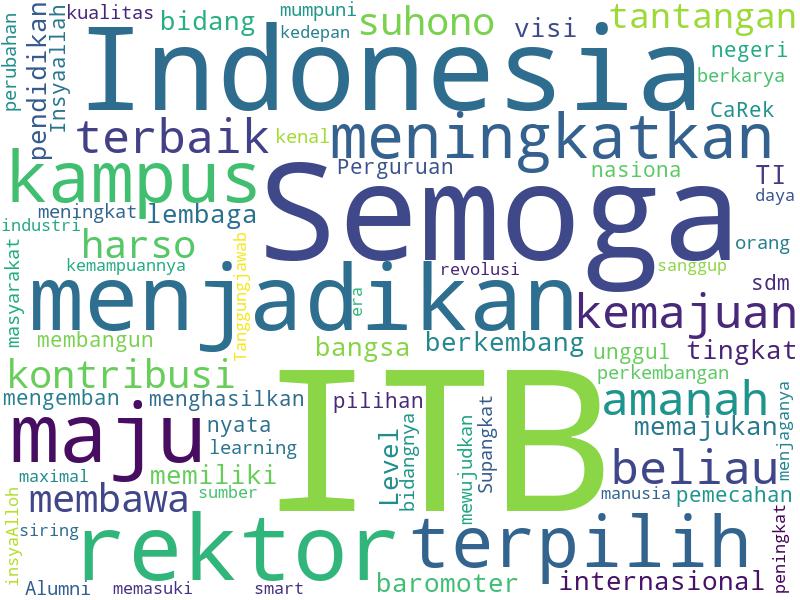 kualitas
mumpuni
suhono
tantangan
perubahan
pendidikan
Insyaallah
bidang
kedepan
visi
negeri
Indonesia
berkarya
CaRek
terbaik
kenal
meningkatkan
kampus
Perguruan
nasiona
TI
Semoga
daya
meningkat
lembaga
industri
harso
orang
kemampuannya
Tanggungjawab
revolusi
sanggup
masyarakat
menjadikan
era
sdm
kemajuan
membangun
bangsa
berkembang
unggul
tingkat
kontribusi
ITB
perkembangan
mengemban
menghasilkan
pilihan
amanah
menjaganya
maju
nyata
learning
Level
bidangnya
mewujudkan
Supangkat
memajukan
maximal
memiliki
beliau
insyaAlloh
membawa
sumber
manusia
pemecahan
siring
rektor
terpilih
peningkat
Alumni
memasuki
smart
baromoter
internasional